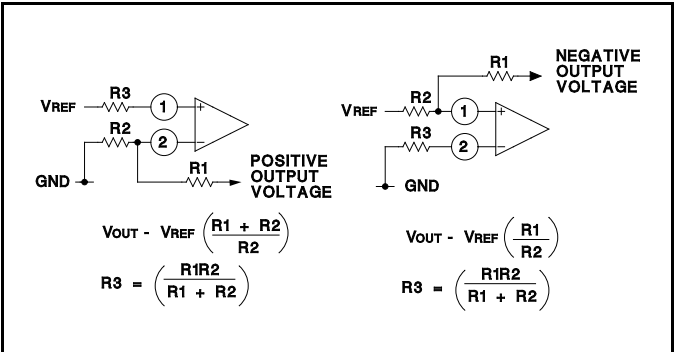 VREF
R3
1
+
R2
2
−
R1
GND
POSITIVE
OUTPUT
VOLTAGE
VOUT - VREF (R1 + R2 / R2)
R3 = (R1R2 / R1 + R2)
R1
NEGATIVE
OUTPUT
VOLTAGE
VREF
R2
1
+
R3
2
−
GND
VOUT - VREF (R1 / R2)
R3 = (R1R2 / R1 + R2)